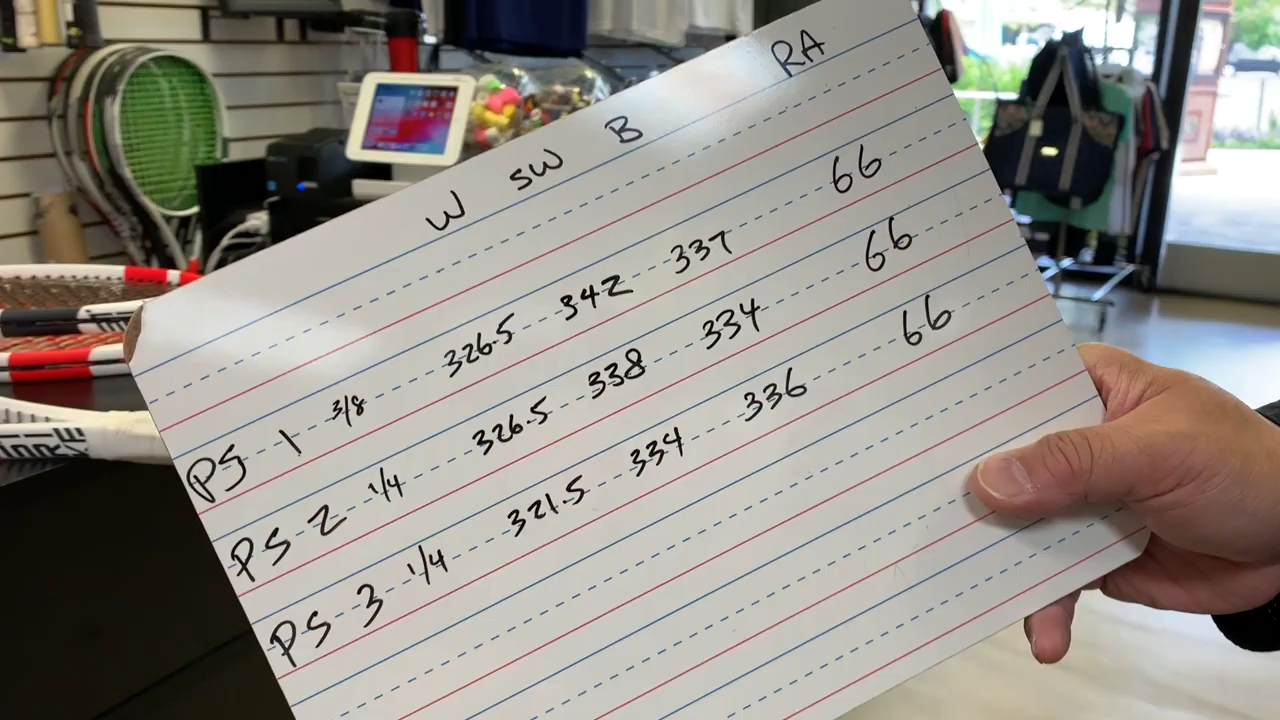 W SW B RA
PS 1 3/8 326.5 342 337 66
PS 2 1/4 326.5 338 334 66
PS 3 1/4 321.5 334 336 66